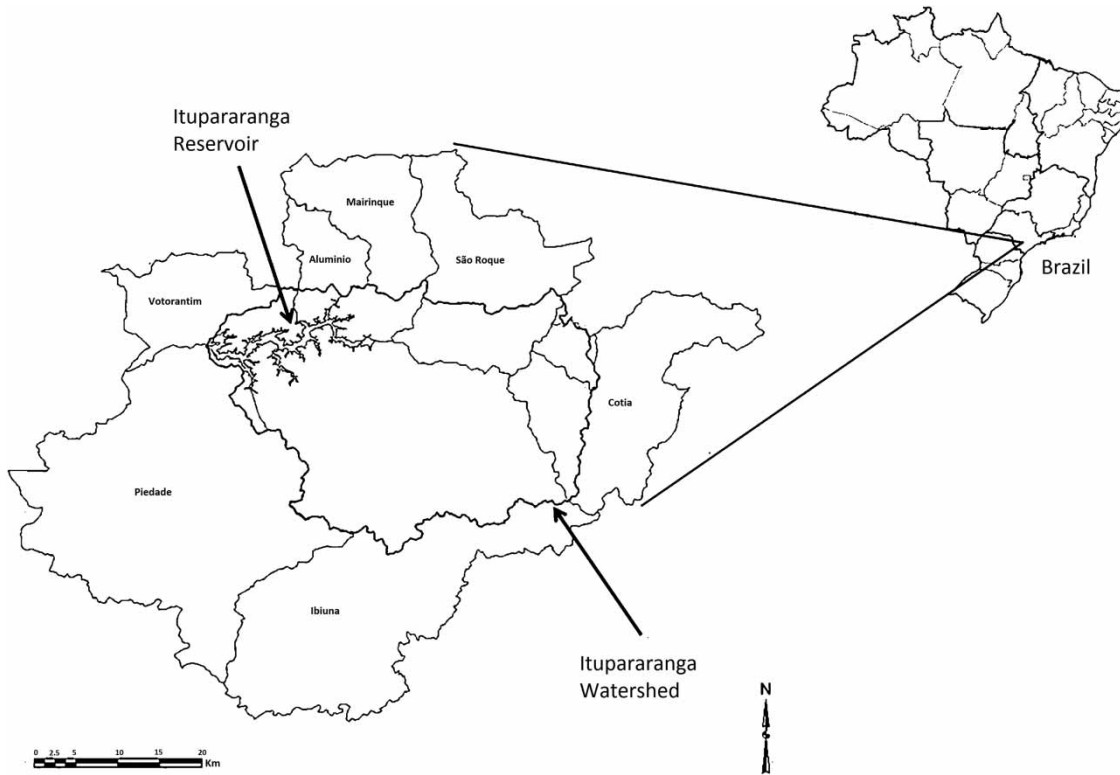 Itupararanga
Reservoir
Mairinque
Aluminio
São Roque
Brazil
Votorantim
Cotia
Piedade
Ibiuna
Itupararanga
Watershed
N
0 2.5 5 10 15 20
Km